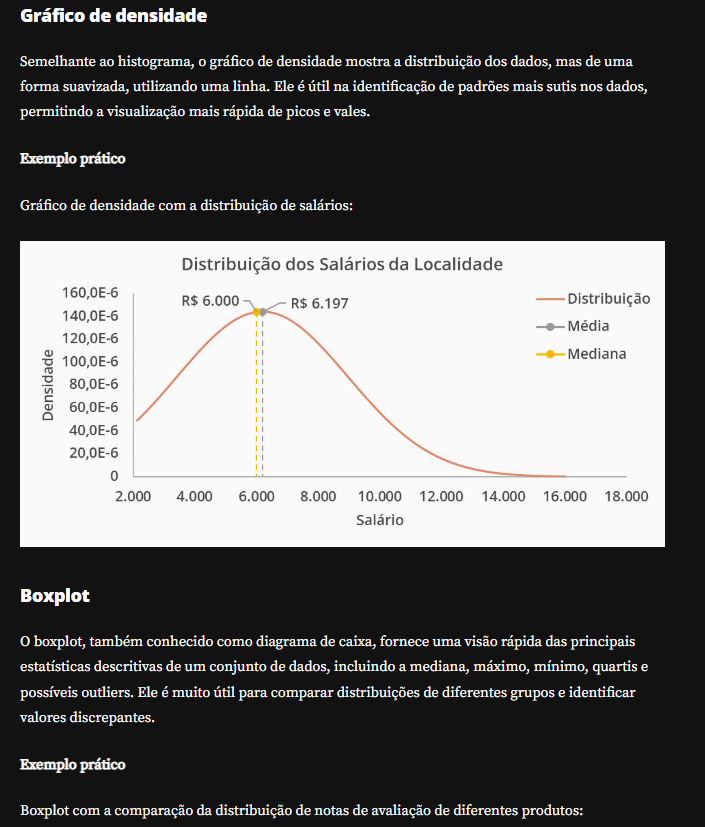 Gráfico de densidade
Semelhante ao histograma, o gráfico de densidade mostra a distribuição dos dados, mas de uma
forma suavizada, utilizando uma linha. Ele é útil na identificação de padrões mais sutis nos dados,
permitindo a visualização mais rápida de picos e vales.
Exemplo prático
Gráfico de densidade com a distribuição de salários:
Distribuição dos Salários da Localidade
160,0E-6
140,0E-6
120,0E-6
100,0E-6
80,0E-6
60,0E-6
40,0E-6
20,0E-6
0
Densidade
R$ 6.000
R$ 6.197
Distribuição
Média
Mediana
2.000 4.000 6.000 8.000 10.000 12.000 14.000 16.000 18.000
Salário
Boxplot
O boxplot, também conhecido como diagrama de caixa, fornece uma visão rápida das principais
estatísticas descritivas de um conjunto de dados, incluindo a mediana, máximo, mínimo, quartis e
possíveis outliers. Ele é muito útil para comparar distribuições de diferentes grupos e identificar
valores discrepantes.
Exemplo prático
Boxplot com a comparação da distribuição de notas de avaliação de diferentes produtos: